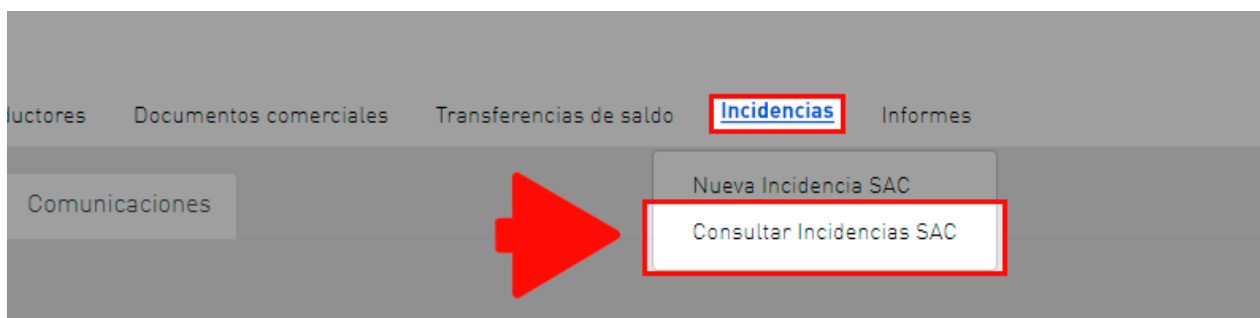 Documentos comerciales Transferencias de saldo Incidencias Informes
Nueva Incidencia SAC
Comunicaciones
Consultar Incidencias SAC